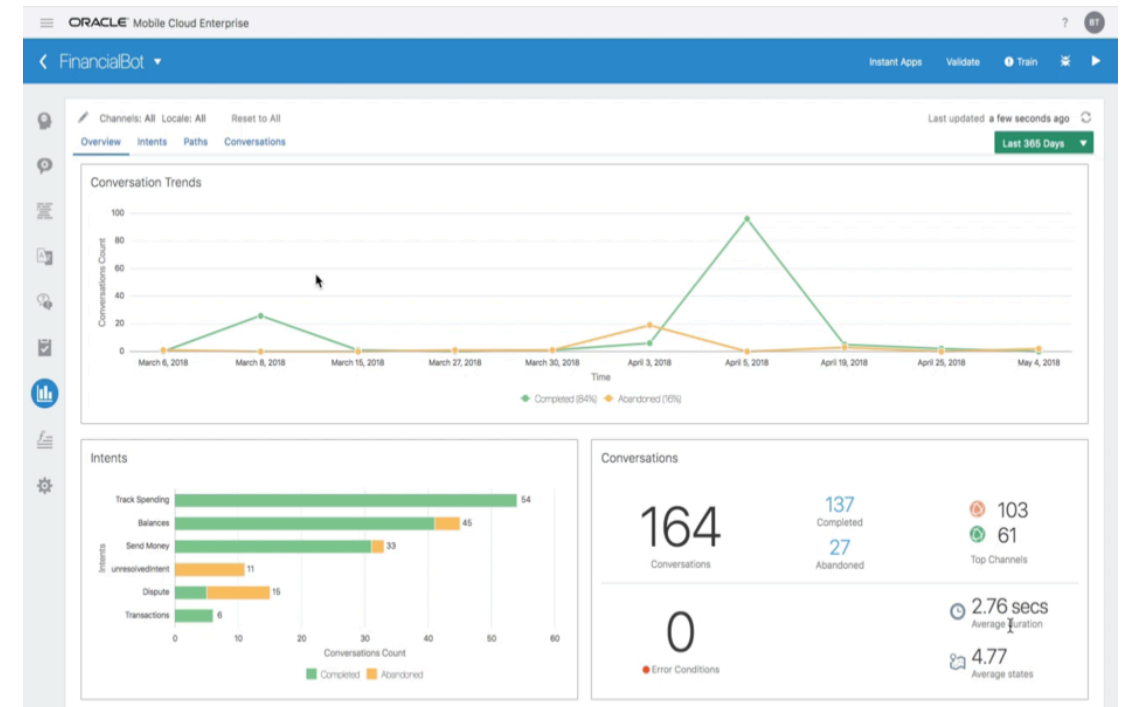 ORACLE® Mobile Cloud Enterprise ? BT
FinancialBot Instant Apps Validate Train
Channels: All Locale: All Reset to All Last updated a few seconds ago
Overview Intents Paths Conversations Last 365 Days
Conversation Trends
100
80
60
40
20
0
Conversations Count
March 6, 2018 March 8, 2018 March 15, 2018 March 27, 2018 March 30, 2018 April 3, 2018 April 5, 2018 April 19, 2018 April 25, 2018 May 4, 2018
Time
Completed (84%) Abandoned (16%)
Intents
Intents
Track Spending 54
Balances 45
Send Money 33
unresolvedIntent 11
Dispute 15
Transactions 6
0 10 20 30 40 50 60
Conversations Count
Completed Abandoned
Conversations
164
Conversations
137
Completed
27
Abandoned
103
61
Top Channels
0
Error Conditions
2.76 secs
Average duration
4.77
Average states